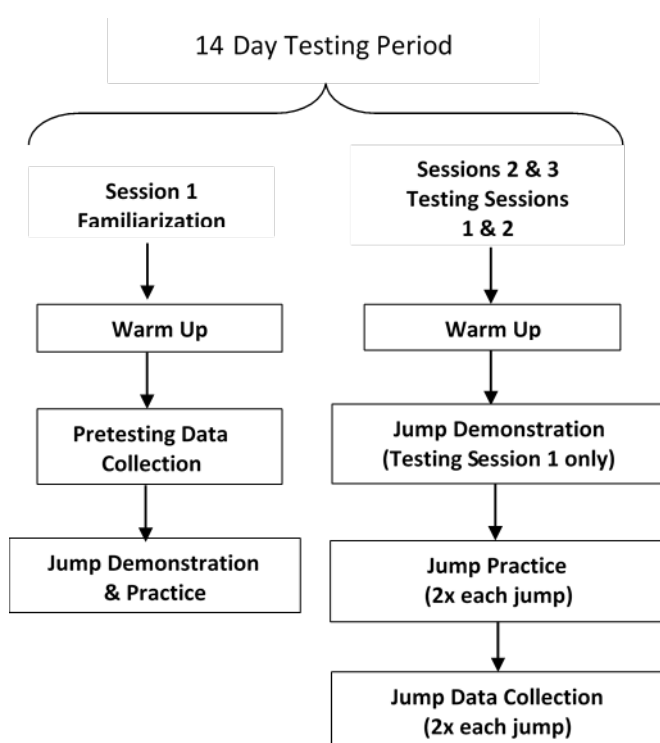 14 Day Testing Period
Session 1
Familiarization
Warm Up
Pretesting Data
Collection
Jump Demonstration
& Practice
Sessions 2 & 3
Testing Sessions
1 & 2
Warm Up
Jump Demonstration
(Testing Session 1 only)
Jump Practice
(2x each jump)
Jump Data Collection
(2x each jump)